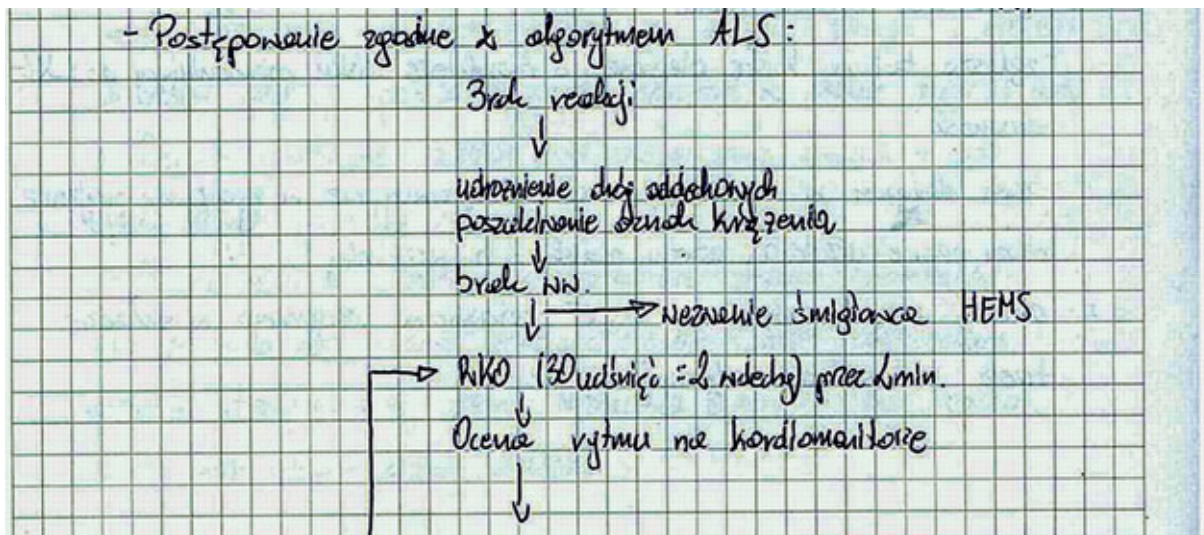 - Postępowanie zgodne z algorytmem ALS:
Brak reakcji
udrożnienie dróg oddechowych
poszukiwanie oznak krążenia
brak ww.
wezwanie śmigłowca HEMS
RKO (30 uciśnięć : 2 wdechy) przez 2 min.
Ocena rytmu na kardiomonitorze